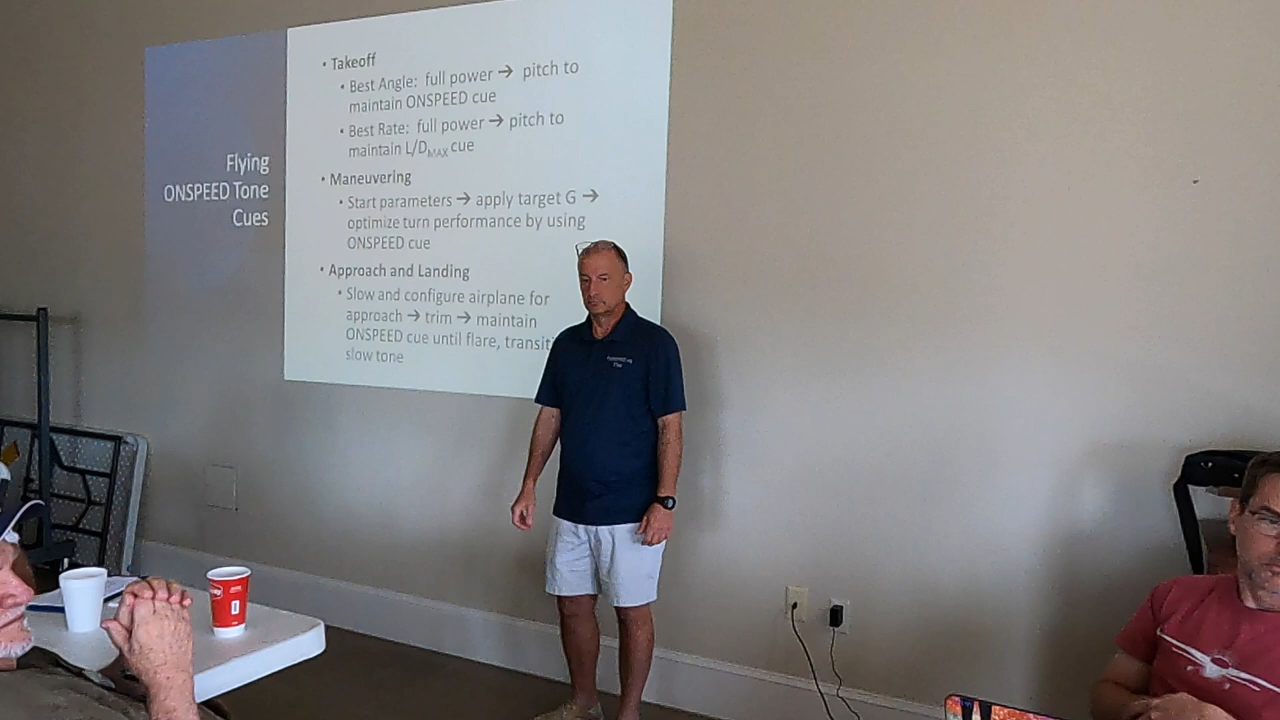 Flying
ONSPEED Tone
Cues
• Takeoff
• Best Angle: full power → pitch to
maintain ONSPEED cue
• Best Rate: full power → pitch to
maintain L/DMAX cue
• Maneuvering
• Start parameters → apply target G →
optimize turn performance by using
ONSPEED cue
• Approach and Landing
• Slow and configure airplane for
approach → trim → maintain
ONSPEED cue until flare, transiti
slow tone